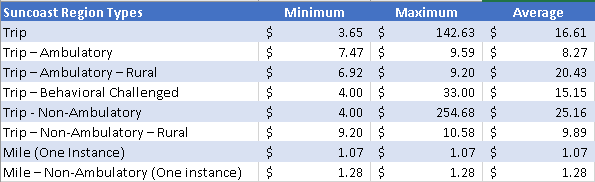 Suncoast Region Types Minimum Maximum Average
Trip $ 3.65 $ 142.63 $ 16.61
Trip – Ambulatory $ 7.47 $ 9.59 $ 8.27
Trip – Ambulatory – Rural $ 6.92 $ 9.20 $ 20.43
Trip – Behavioral Challenged $ 4.00 $ 33.00 $ 15.15
Trip - Non-Ambulatory $ 4.00 $ 254.68 $ 25.16
Trip – Non-Ambulatory – Rural $ 9.20 $ 10.58 $ 9.89
Mile (One Instance) $ 1.07 $ 1.07 $ 1.07
Mile – Non-Ambulatory (One instance) $ 1.28 $ 1.28 $ 1.28